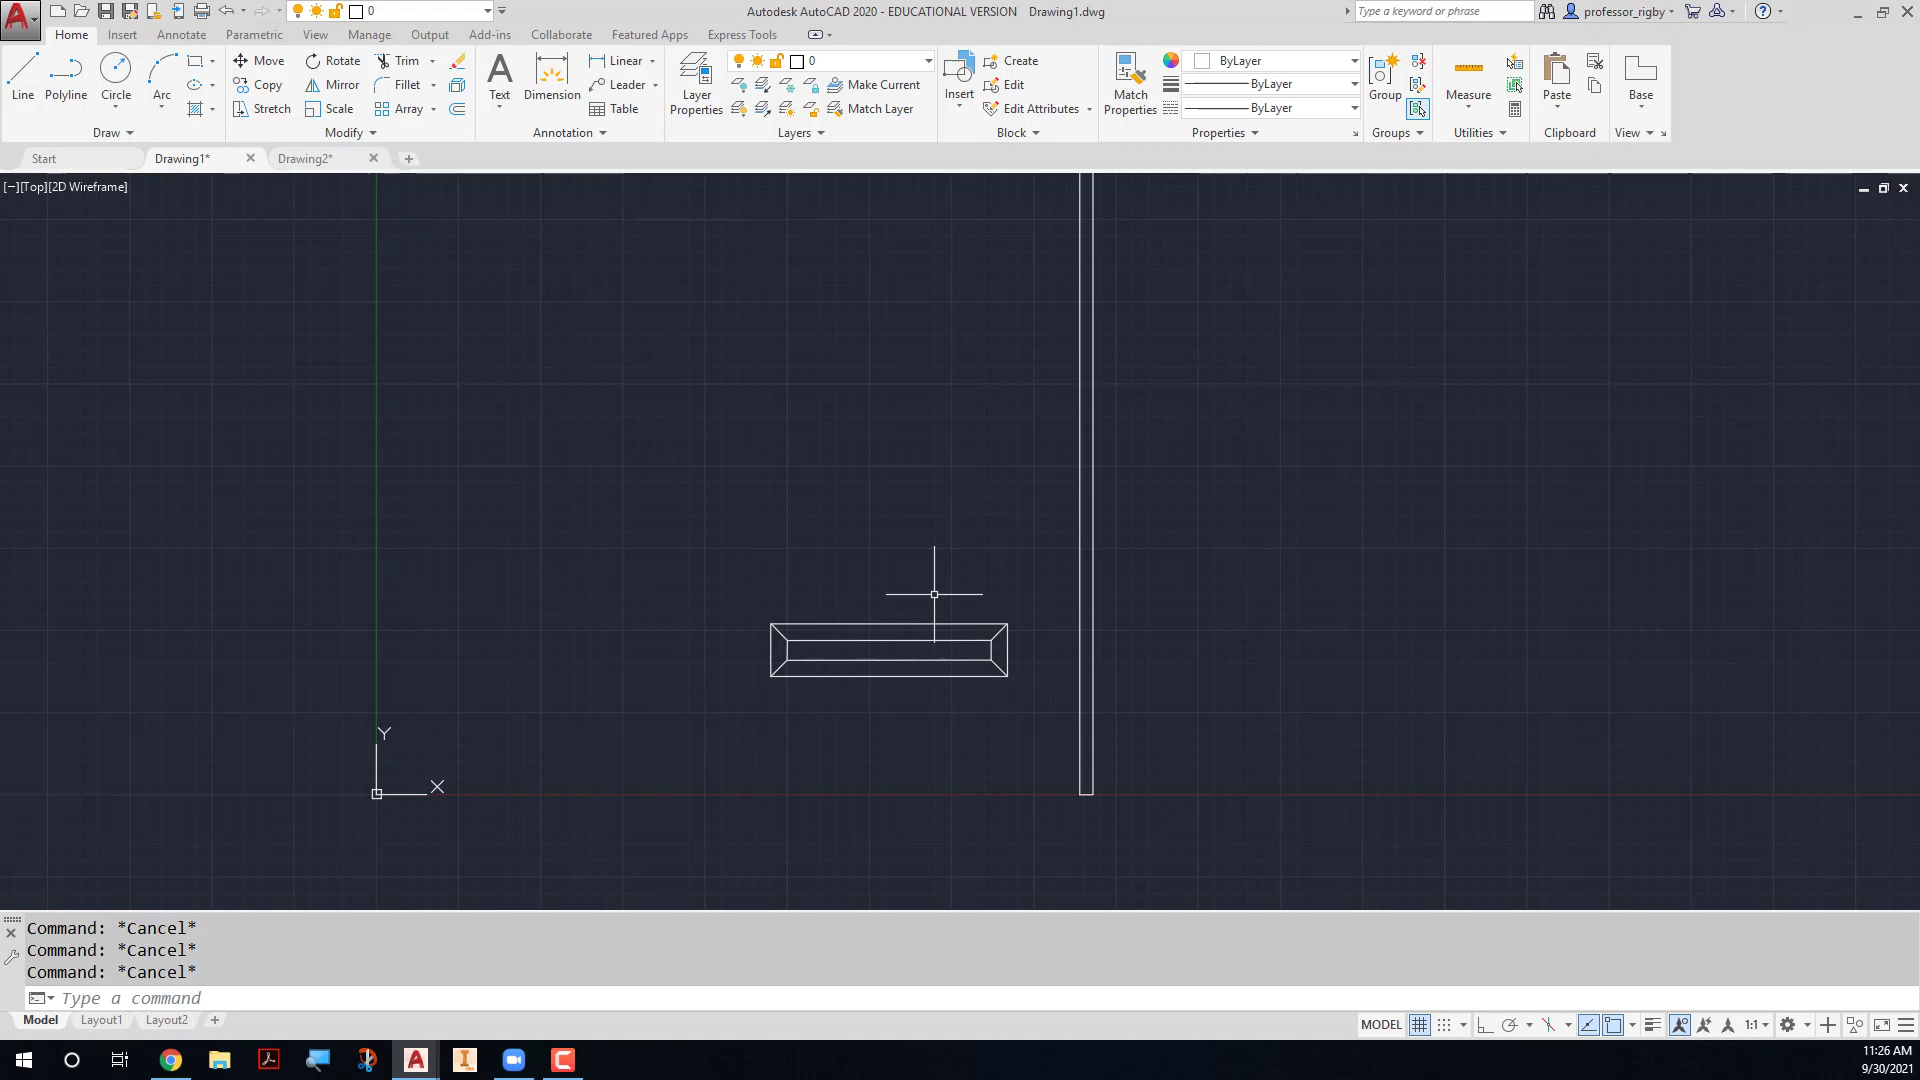 0
Autodesk AutoCAD 2020 - EDUCATIONAL VERSION Drawing1.dwg
Type a keyword or phrase
professor_rigby
Home Insert Annotate Parametric View Manage Output Add-ins Collaborate Featured Apps Express Tools
Line Polyline Circle Arc
Move Rotate Trim
Copy Mirror Fillet
Stretch Scale Array
Text Dimension
Linear
Leader
Table
Layer Properties
0
Make Current
Match Layer
Insert
Create
Edit
Edit Attributes
Match Properties
ByLayer
ByLayer
ByLayer
Group
Measure
Paste
Base
Draw Modify Annotation Layers Block Properties Groups Utilities Clipboard View
Start Drawing1* Drawing2*
[−][Top][2D Wireframe]
Y
X
Command: *Cancel*
Command: *Cancel*
Command: *Cancel*
Type a command
Model Layout1 Layout2
MODEL 1:1
11:26 AM
9/30/2021